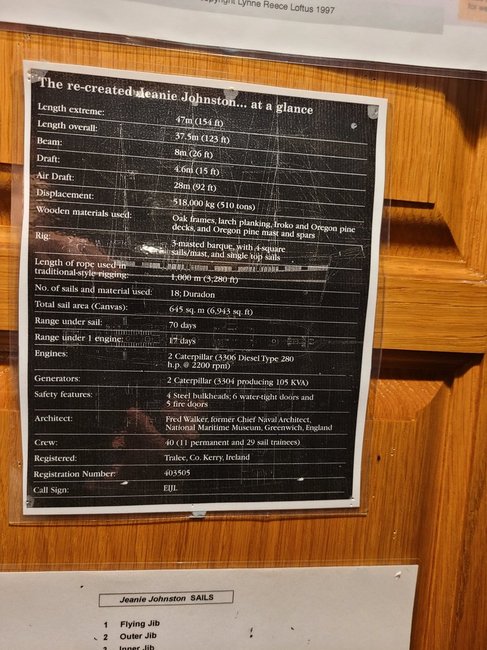 opyright Lynne Reece Loftus 1997
for we
The re-created Jeanie Johnston... at a glance
Length extreme: 47m (154 ft)
Length overall: 37.5m (123 ft)
Beam: 8m (26 ft)
Draft: 4.6m (15 ft)
Air Draft: 28m (92 ft)
Displacement: 518,000 kg (510 tons)
Wooden materials used: Oak frames, larch planking, Iroko and Oregon pine
decks, and Oregon pine mast and spars
Rig: 3-masted barque, with 4 square
sails/mast, and single top sails
Length of rope used in
traditional-style rigging: 1,000 m (3,280 ft)
No. of sails and material used: 18; Duradon
Total sail area (Canvas): 645 sq. m (6,943 sq. ft)
Range under sail: 70 days
Range under 1 engine: 17 days
Engines: 2 Caterpillar (3306 Diesel Type 280
h.p. @ 2200 rpm)
Generators: 2 Caterpillar (3304 producing 105 KVA)
Safety features: 4 Steel bulkheads; 6 water-tight doors and
5 fire doors
Architect: Fred Walker, former Chief Naval Architect,
National Maritime Museum, Greenwich, England
Crew: 40 (11 permanent and 29 sail trainees)
Registered: Tralee, Co. Kerry, Ireland
Registration Number: 403505
Call Sign: EIJL
Jeanie Johnston SAILS
1 Flying Jib
2 Outer Jib
3 Inner Jib